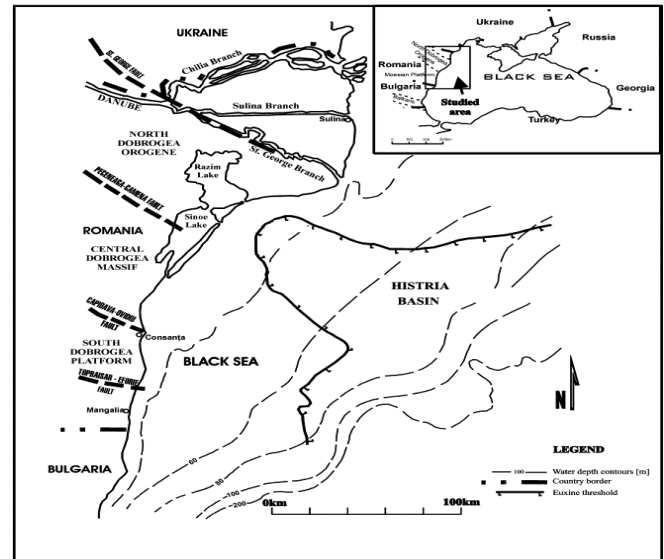 UKRAINE
ST. GEORGE FAULT
Chilia Branch
DANUBE
Sulina Branch
Sulina
NORTH
DOBROGEA
OROGENE
St. George Branch
Razim
Lake
PECENEAGA-CAMENA FAULT
Sinoe
Lake
ROMANIA
CENTRAL
DOBROGEA
MASSIF
HISTRIA
BASIN
CAPIDAVA-OVIDIU
FAULT
Consanţa
SOUTH
DOBROGEA
PLATFORM
BLACK SEA
TOPRAISAR - EFORIE
FAULT
Mangalia
BULGARIA
60
80
100
200
0km
100km
N
LEGEND
100
Water depth contours [m]
Country border
Euxine threshold
Ukraine
Russia
Romania
Moesian Platform
BLACK SEA
Bulgaria
Studied
area
Georgia
Turkey